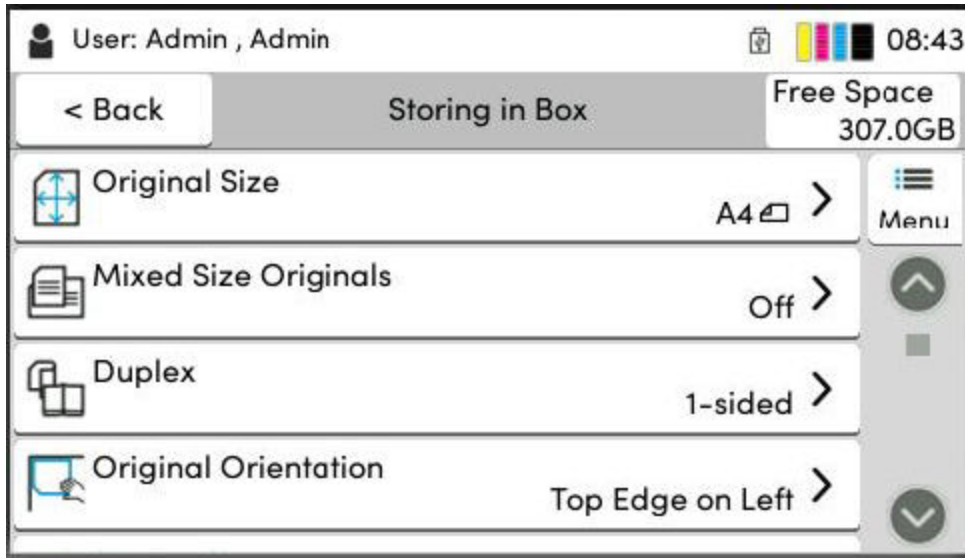 User: Admin , Admin
08:43
< Back
Storing in Box
Free Space
307.0GB
Original Size
A4
Menu
Mixed Size Originals
Off
Duplex
1-sided
Original Orientation
Top Edge on Left